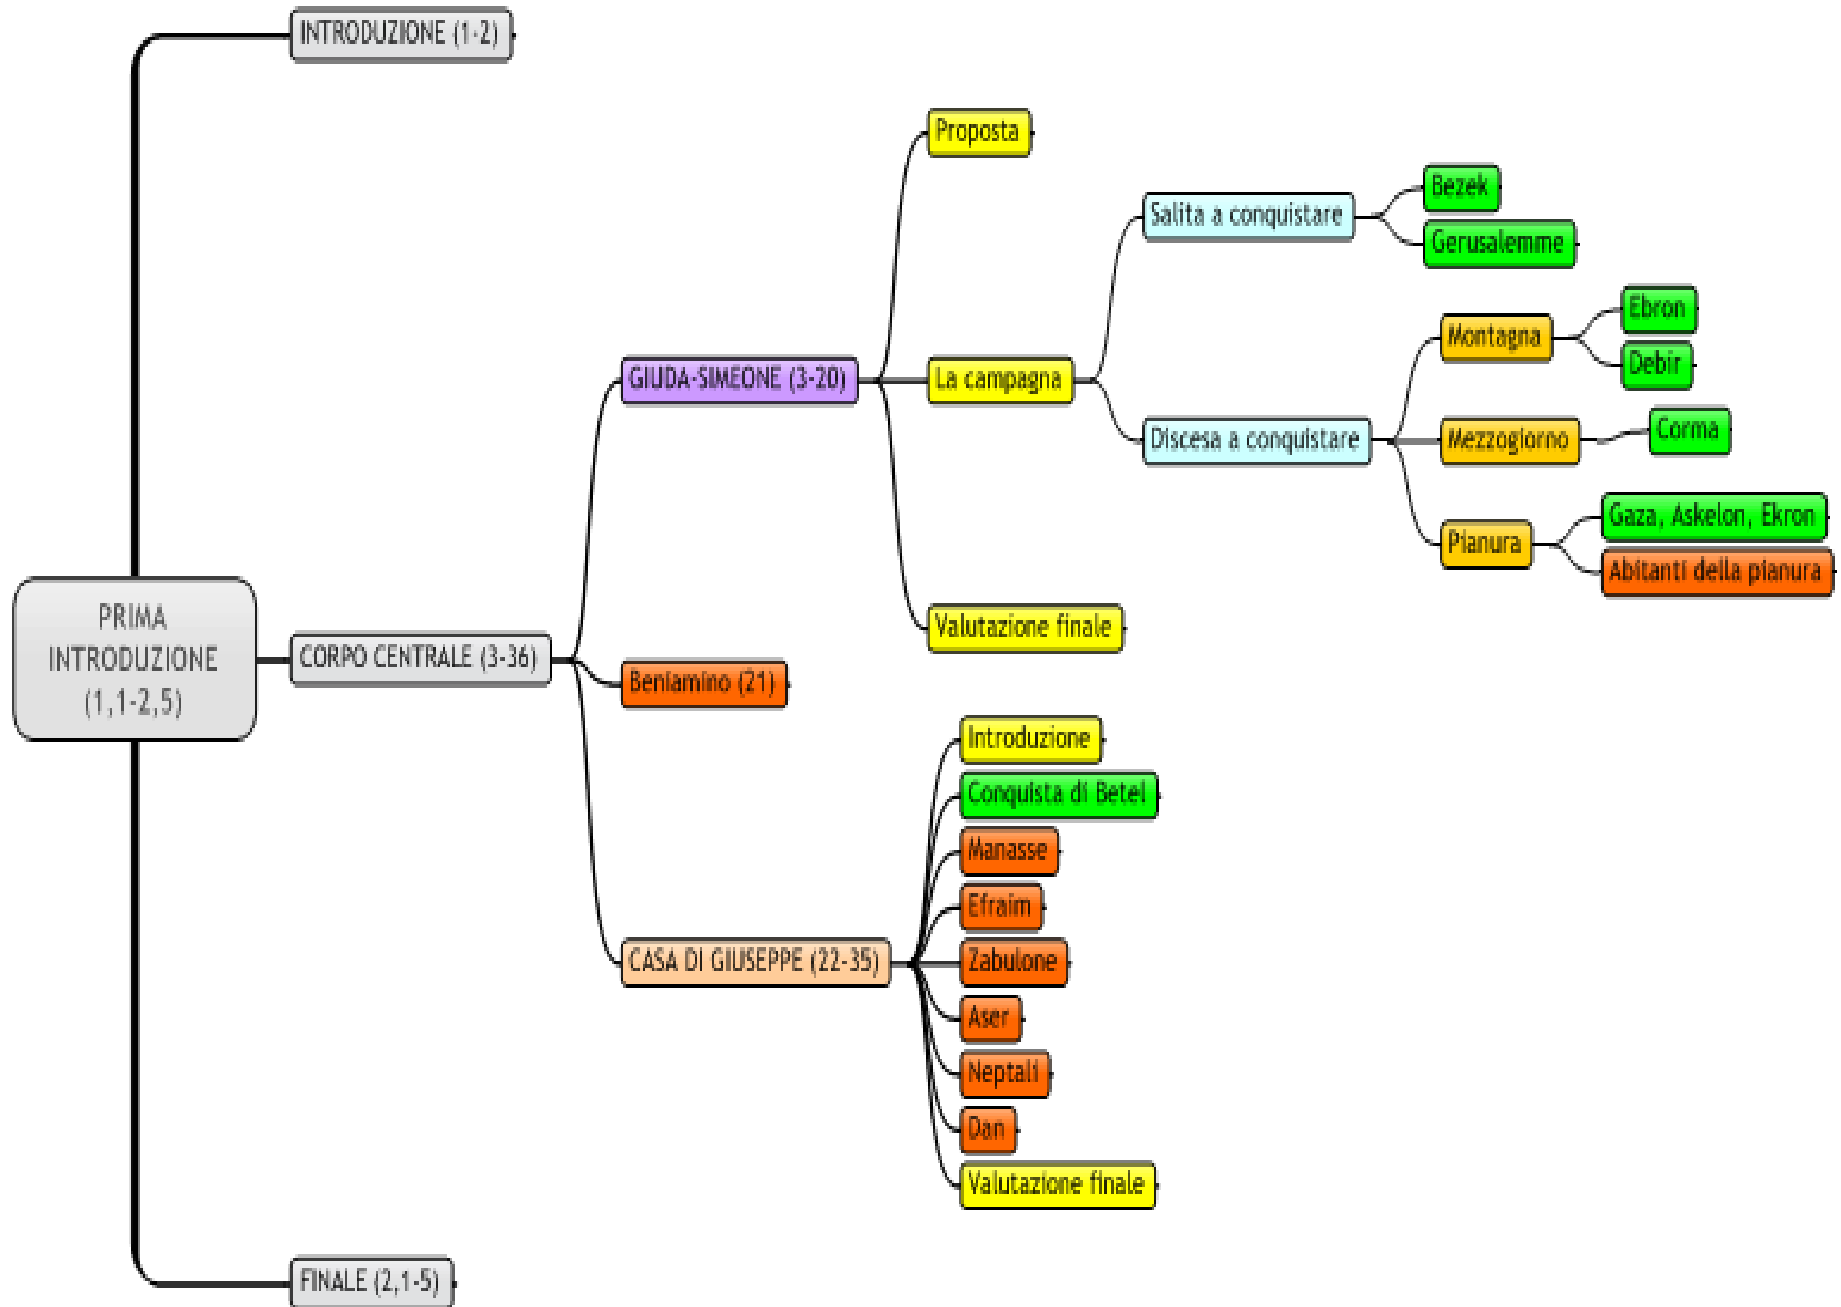 INTRODUZIONE (1-2)
Proposta
Bezek
Salita a conquistare
Gerusalemme
Ebron
Montagna
Debir
GIUDA-SIMEONE (3-20)
La campagna
Discesa a conquistare
Mezzogiorno
Corma
Gaza, Askelon, Ekron
Pianura
Abitanti della pianura
Valutazione finale
PRIMA
INTRODUZIONE
(1,1-2,5)
CORPO CENTRALE (3-36)
Beniamino (21)
Introduzione
Conquista di Betel
Manasse
Efraim
CASA DI GIUSEPPE (22-35)
Zabulone
Aser
Neptali
Dan
Valutazione finale
FINALE (2,1-5)